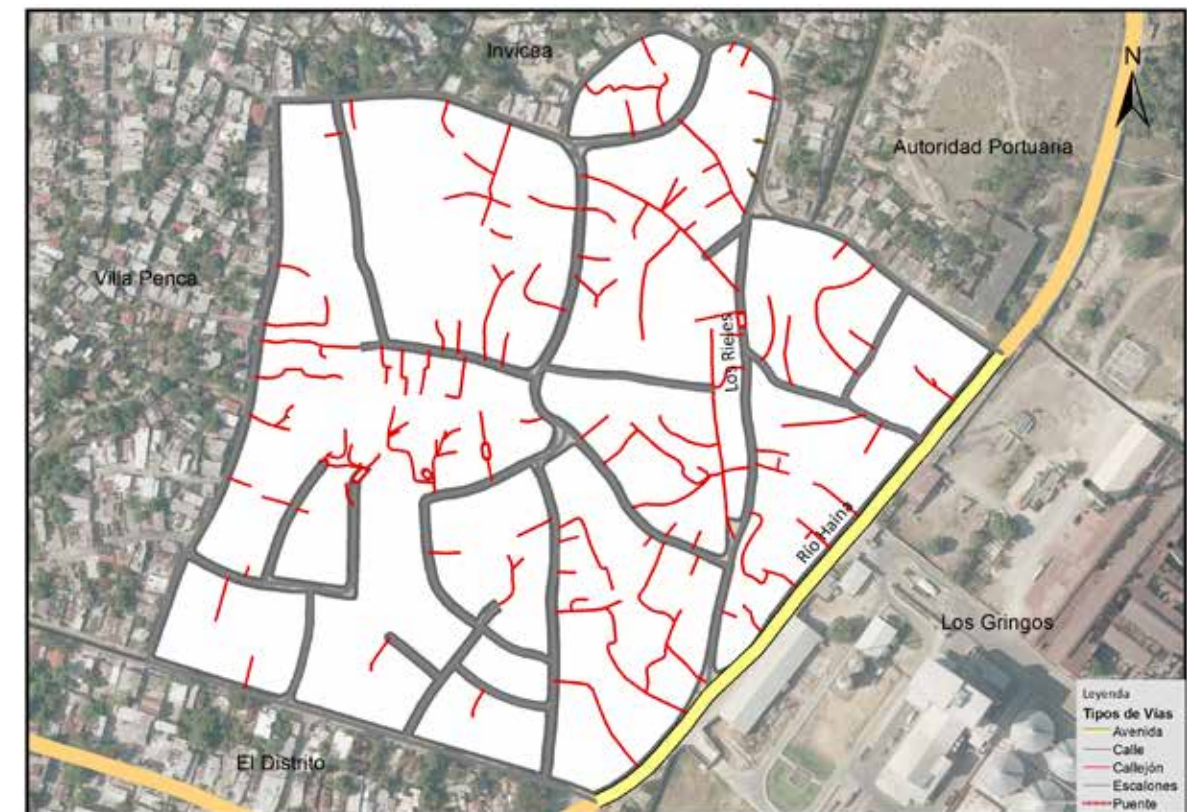 Invicea
N
Autoridad Portuaria
Villa Penca
Los Rieles
Río Haina
Los Gringos
El Distrito
Leyenda
Tipos de Vías
Avenida
Calle
Callejón
Escalones
Puente